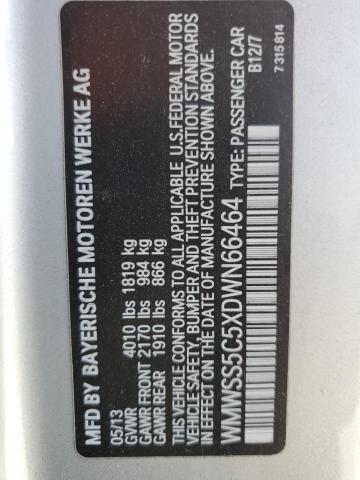 MFD BY BAYERISCHE MOTOREN WERKE AG
05/13
GVWR 4010 lbs 1819 kg
GAWR FRONT 2170 lbs 984 kg
GAWR REAR 1910 lbs 866 kg
THIS VEHICLE CONFORMS TO ALL APPLICABLE U.S.FEDERAL MOTOR
VEHICLE SAFETY, BUMPER AND THEFT PREVENTION STANDARDS
IN EFFECT ON THE DATE OF MANUFACTURE SHOWN ABOVE.
WMWSS5C5XDWN66464 TYPE: PASSENGER CAR
B12/7
7315814